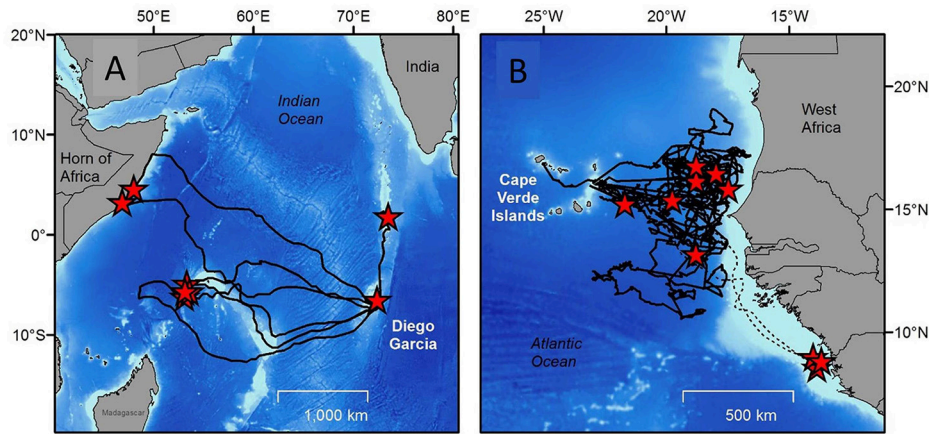 50°E 60°E 70°E 80°E
25°W 20°W 15°W
20°N
A
India
Indian
Ocean
10°N
Horn of
Africa
0°
10°S
Diego
Garcia
Madagascar
1,000 km
B
20°N
West
Africa
Cape
Verde
Islands
15°N
10°N
Atlantic
Ocean
500 km